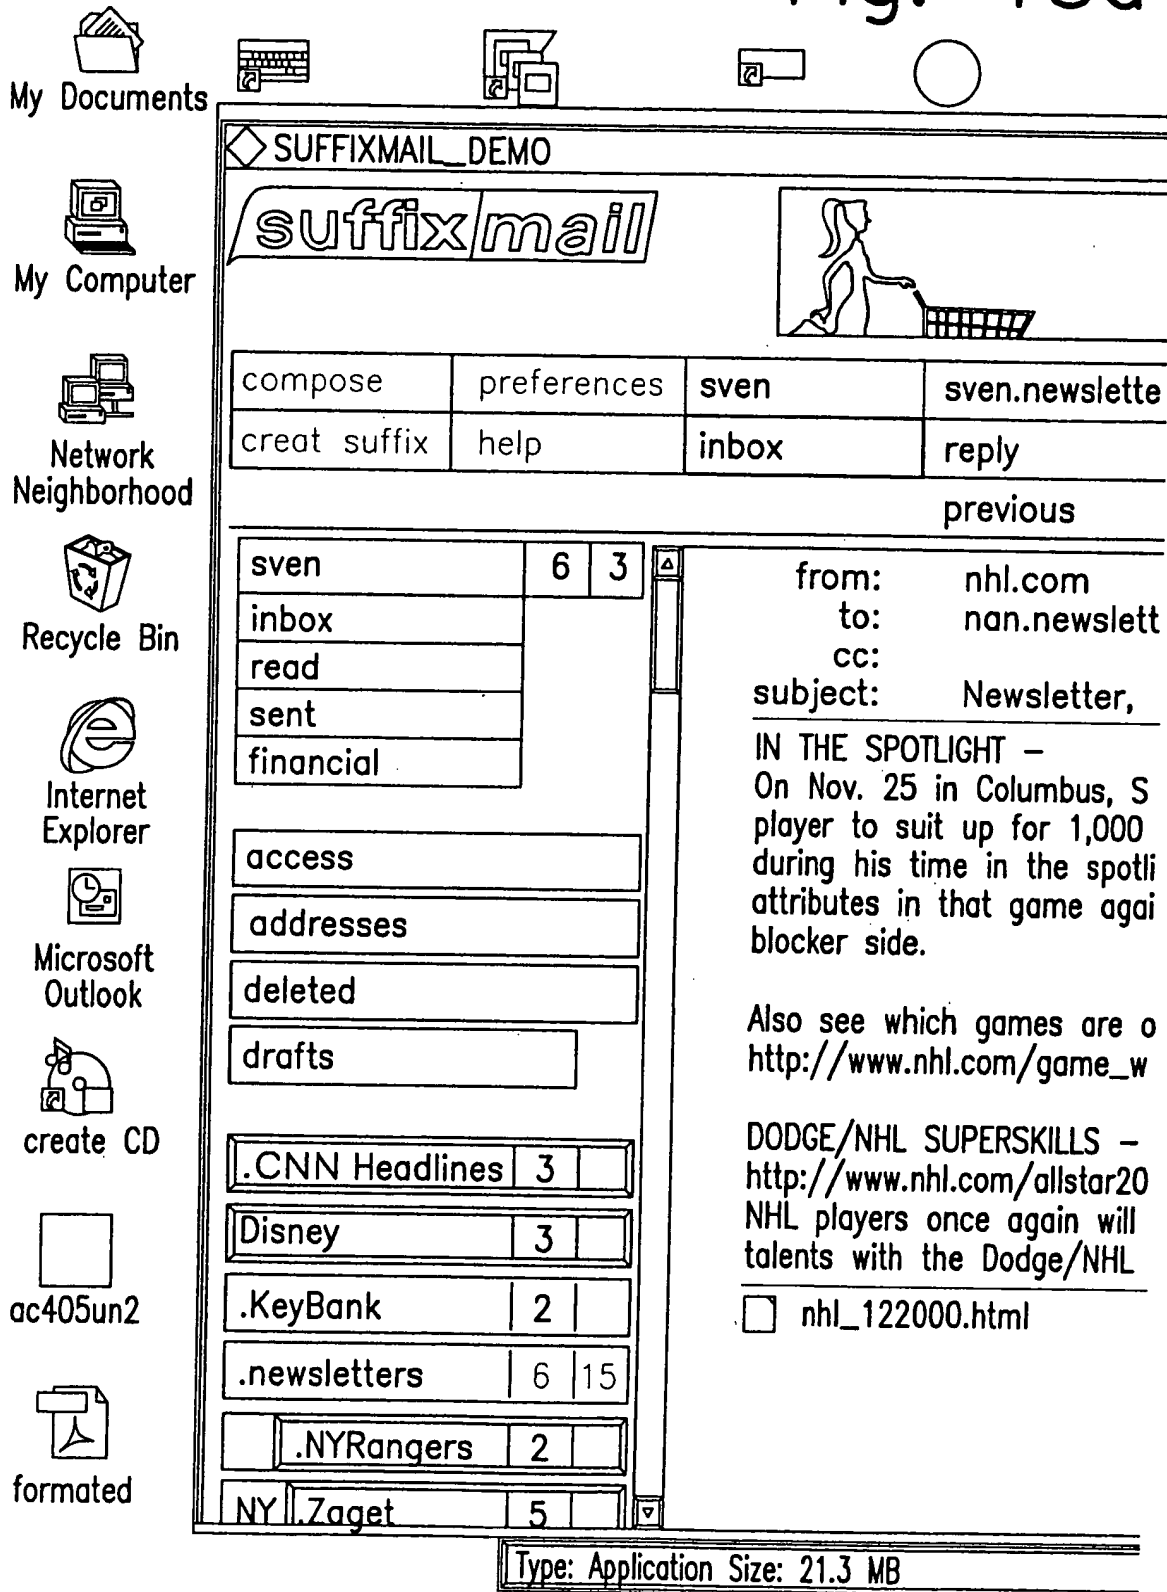 My Documents
My Computer
Network
Neighborhood
Recycle Bin
Internet
Explorer
Microsoft
Outlook
create CD
ac405un2
formated
SUFFIXMAIL_DEMO
suffix mail
compose preferences sven sven.newslette
creat suffix help inbox reply
previous
sven 6 3
inbox
read
sent
financial
access
addresses
deleted
drafts
.CNN Headlines 3
Disney 3
.KeyBank 2
.newsletters 6 15
.NYRangers 2
NY .Zaget 5
from: nhl.com
to: nan.newslett
cc:
subject: Newsletter,
IN THE SPOTLIGHT –
On Nov. 25 in Columbus, S
player to suit up for 1,000
during his time in the spotli
attributes in that game agai
blocker side.
Also see which games are o
http://www.nhl.com/game_w
DODGE/NHL SUPERSKILLS –
http://www.nhl.com/allstar20
NHL players once again will
talents with the Dodge/NHL
nhl_122000.html
Type: Application Size: 21.3 MB